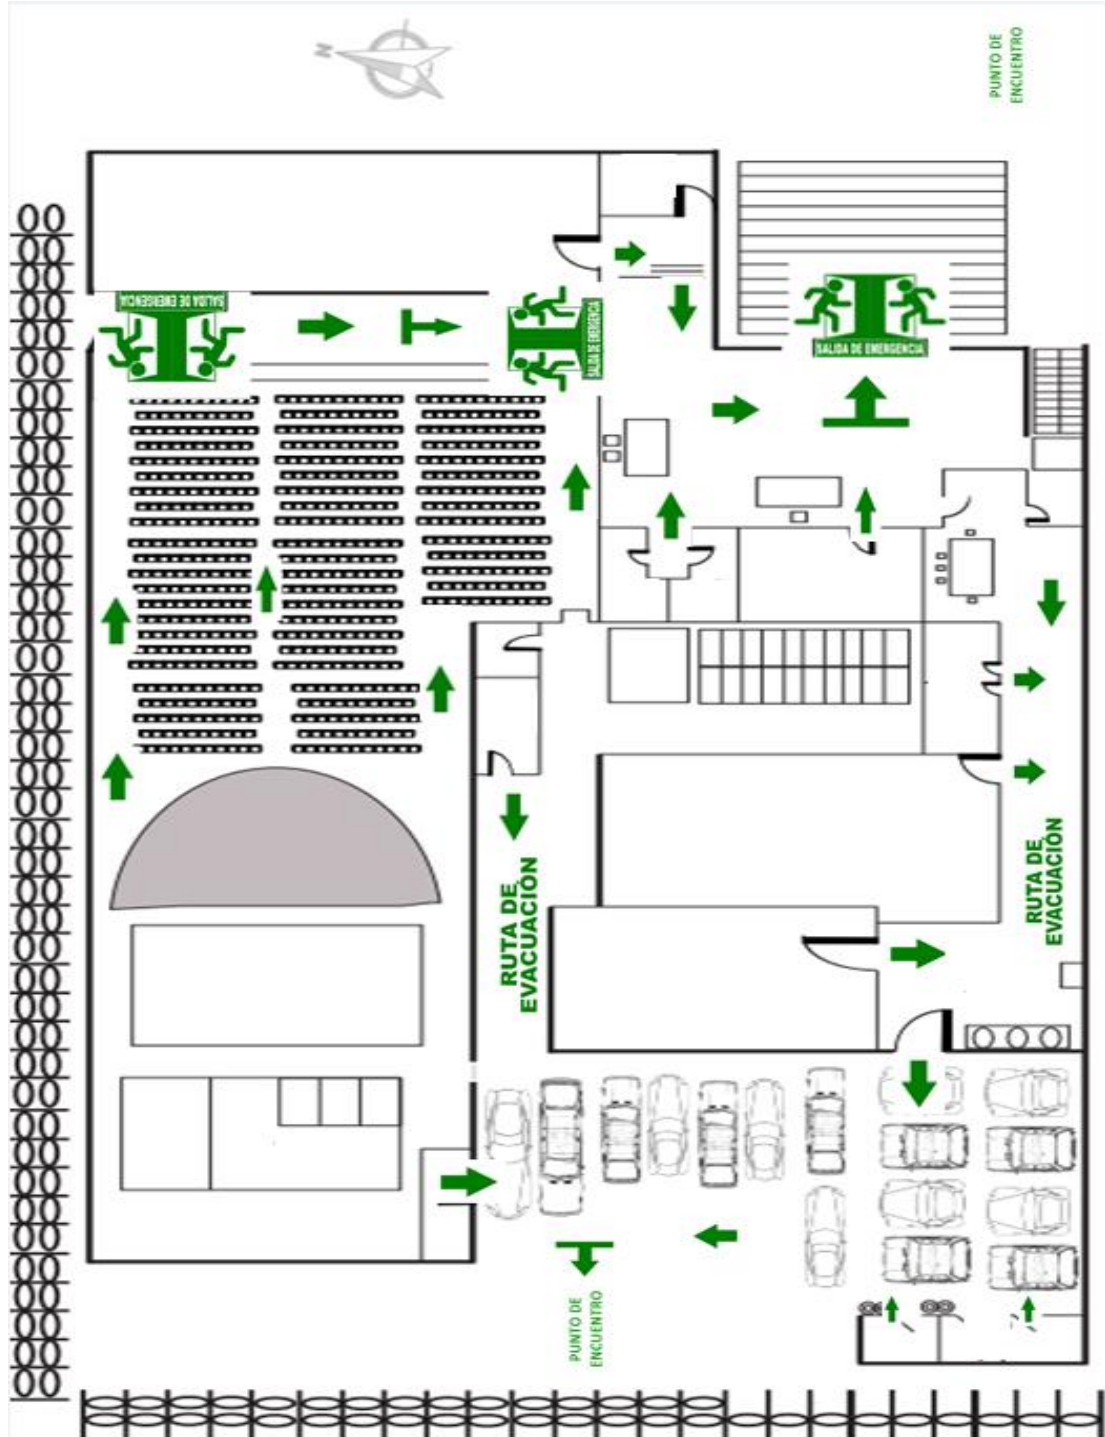 N
PUNTO DE
ENCUENTRO
SALIDA DE EMERGENCIA
SALIDA DE EMERGENCIA
SALIDA DE EMERGENCIA
RUTA DE
EVACUACIÓN
RUTA DE
EVACUACIÓN
PUNTO DE
ENCUENTRO